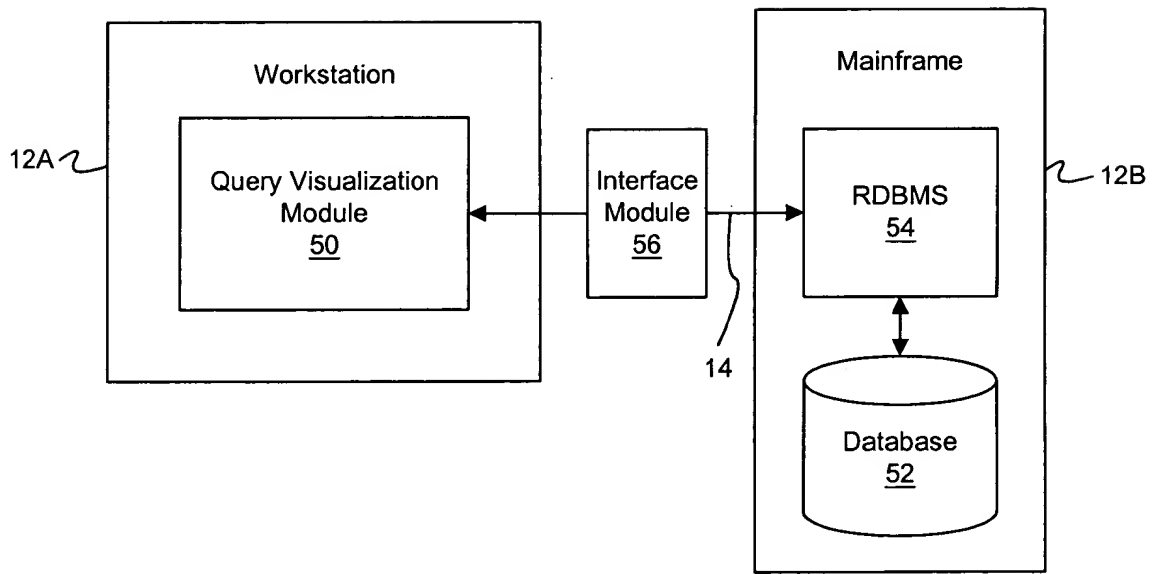 Workstation
12A
Query Visualization
Module
50
Interface
Module
56
14
Mainframe
12B
RDBMS
54
Database
52